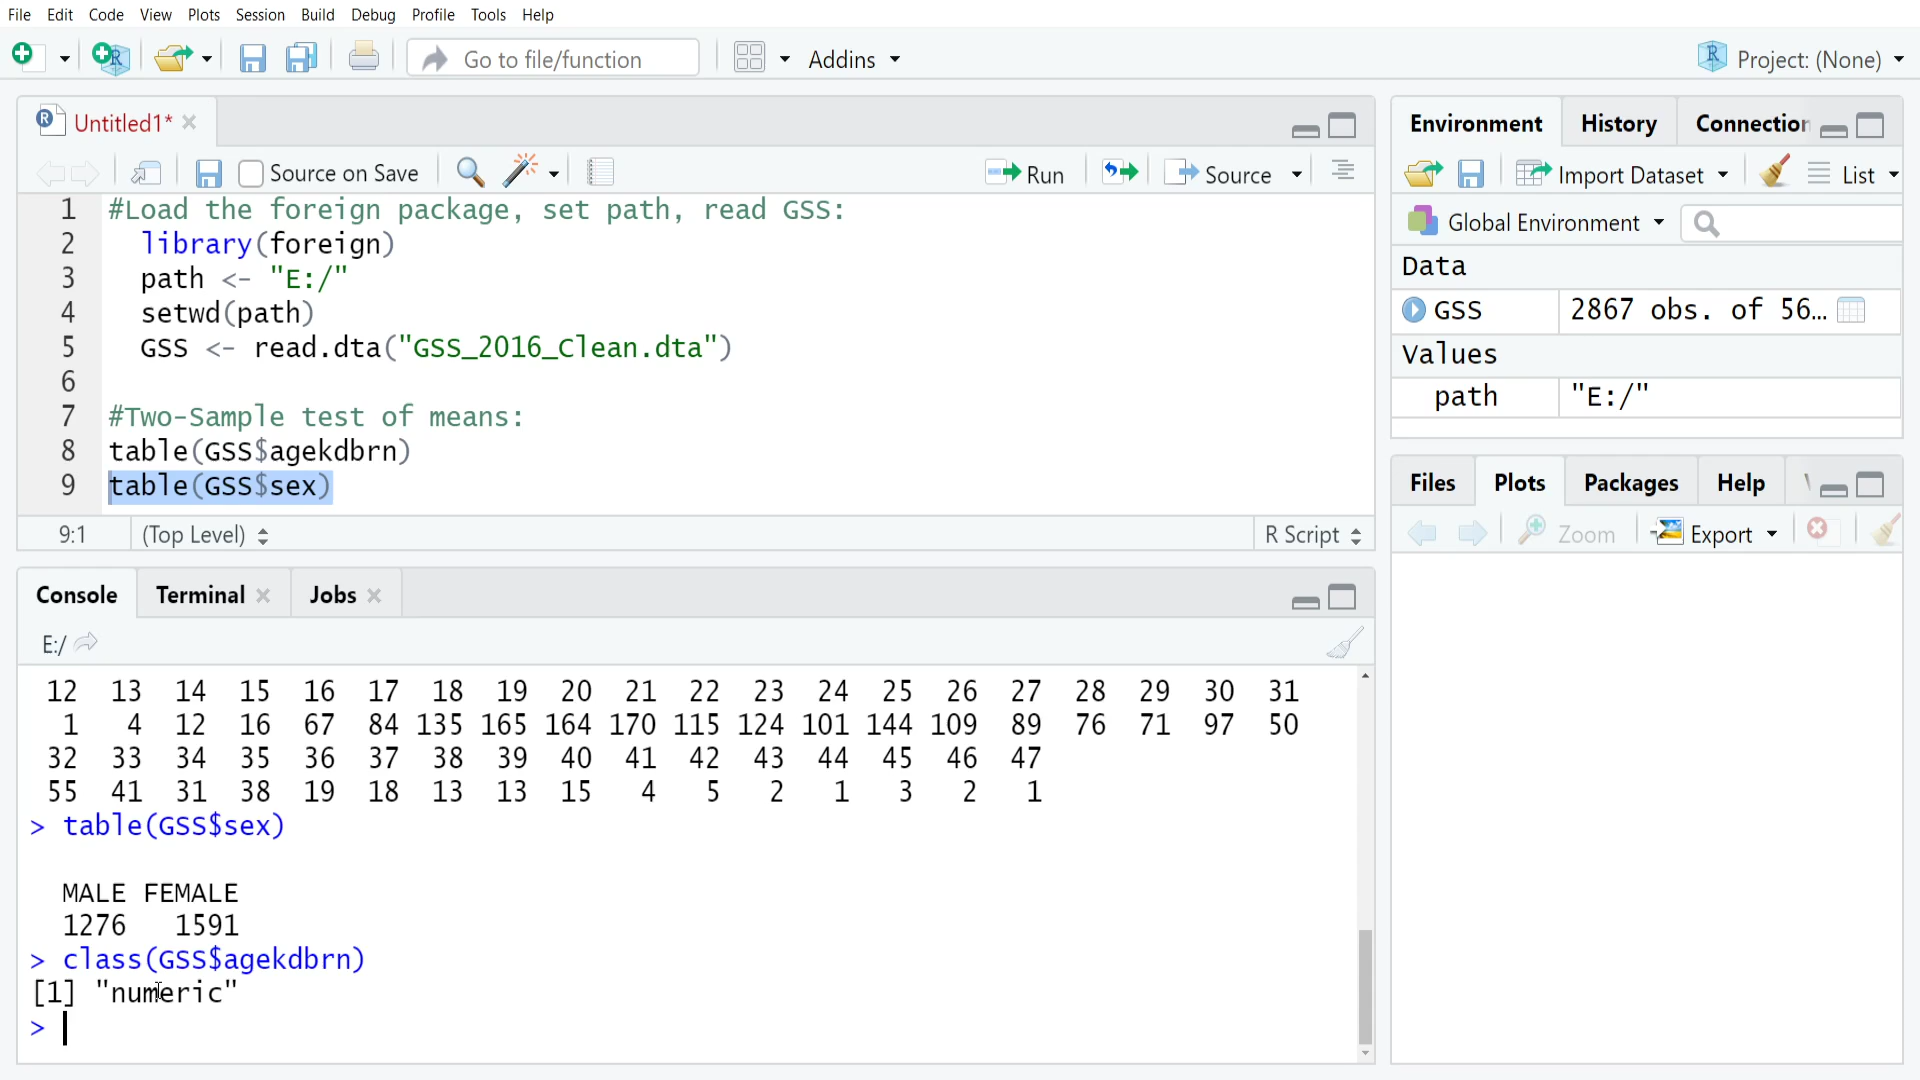 File Edit Code View Plots Session Build Debug Profile Tools Help
Go to file/function Addins Project: (None)
Untitled1*
Source on Save Run Source
1 #Load the foreign package, set path, read GSS:
2 library(foreign)
3 path <- "E:/"
4 setwd(path)
5 GSS <- read.dta("GSS_2016_Clean.dta")
6
7 #Two-Sample test of means:
8 table(GSS$agekdbrn)
9 table(GSS$sex)
9:1 (Top Level) R Script
Console Terminal Jobs
E:/
12 13 14 15 16 17 18 19 20 21 22 23 24 25 26 27 28 29 30 31
1 4 12 16 67 84 135 165 164 170 115 124 101 144 109 89 76 71 97 50
32 33 34 35 36 37 38 39 40 41 42 43 44 45 46 47
55 41 31 38 19 18 13 13 15 4 5 2 1 3 2 1
> table(GSS$sex)
MALE FEMALE
1276 1591
> class(GSS$agekdbrn)
[1] "numeric"
>
Environment History Connection
Import Dataset List
Global Environment
Data
GSS 2867 obs. of 56…
Values
path "E:/"
Files Plots Packages Help
Zoom Export